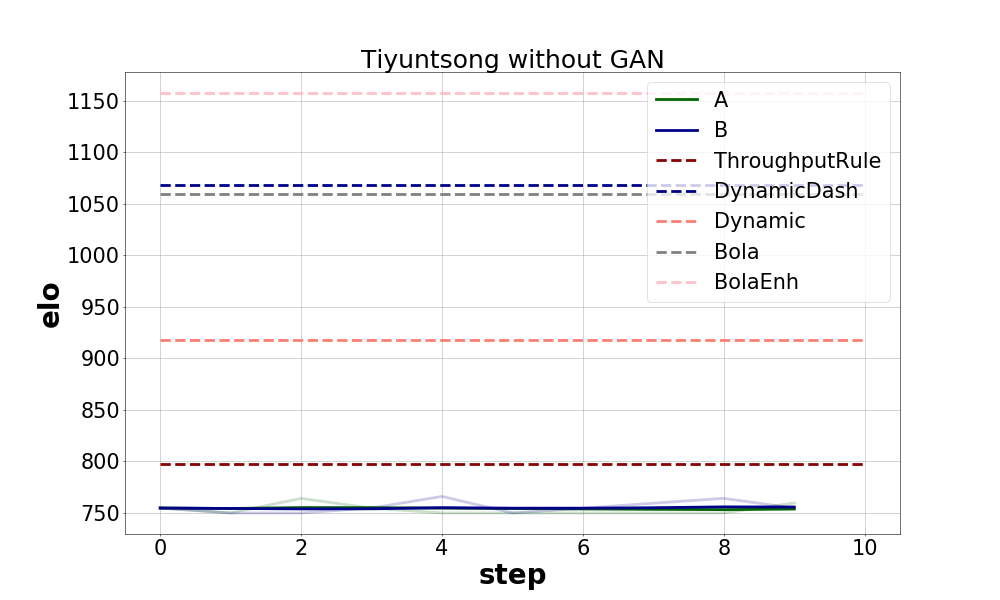 Tiyuntsong without GAN
1150
1100
1050
1000
950
900
850
800
750
elo
0 2 4 6 8 10
step
A
B
ThroughputRule
DynamicDash
Dynamic
Bola
BolaEnh